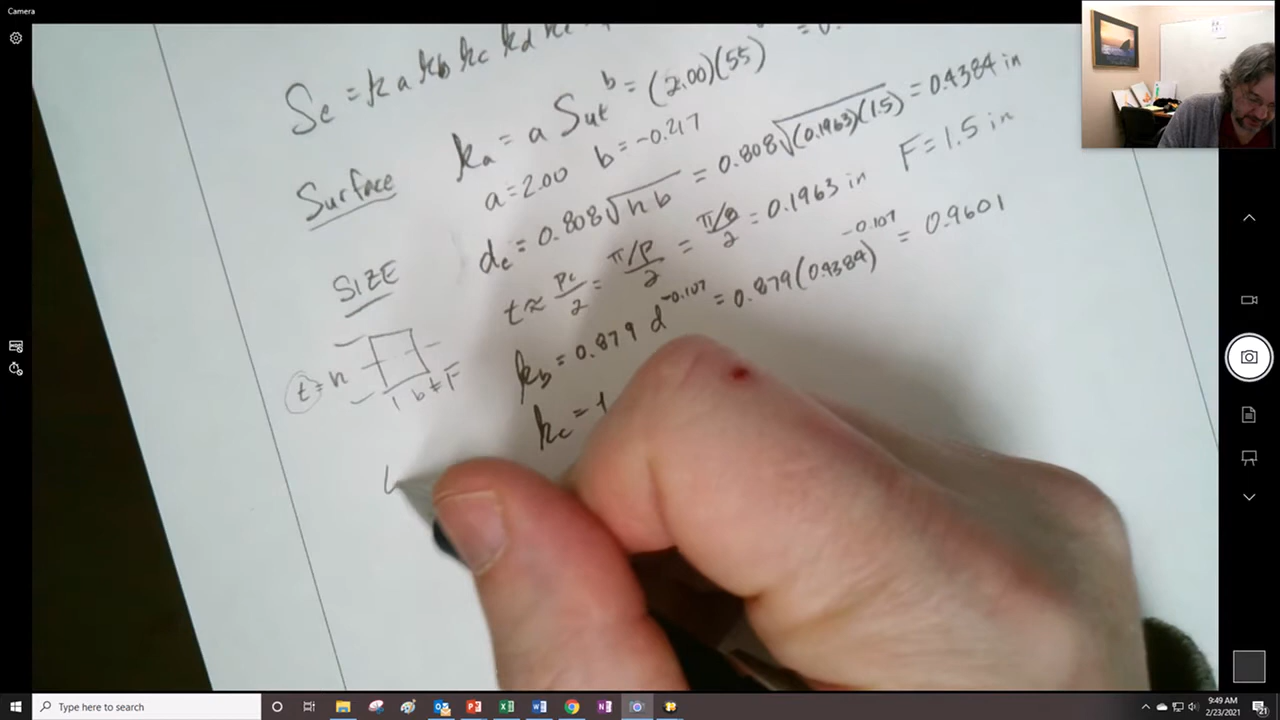 Camera
Se = ka kb kc kd ke
Surface
ka = a Sut^b = (2.00)(55)
a = 2.00 b = -0.217
SIZE
de = 0.808√hb = 0.808√(0.1963)(1.5) = 0.4384 in
t ≈ pc/2 = π/P/2 = π/8/2 = 0.1963 in F = 1.5 in
t = h
b = F
kb = 0.879 d^-0.107 = 0.879(0.4384)^-0.107 = 0.9601
kc = 1
Type here to search
9:49 AM
2/23/2021
21